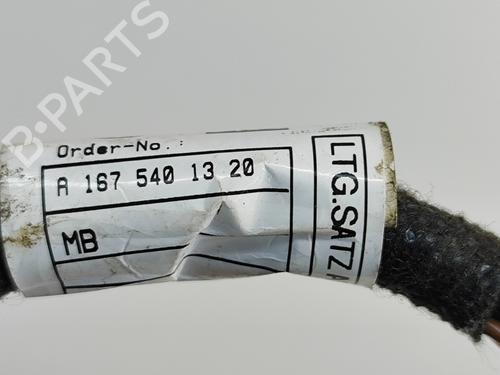 B-PARTS
Order-No.:
A 167 540 13 20
MB
LTG.SATZ